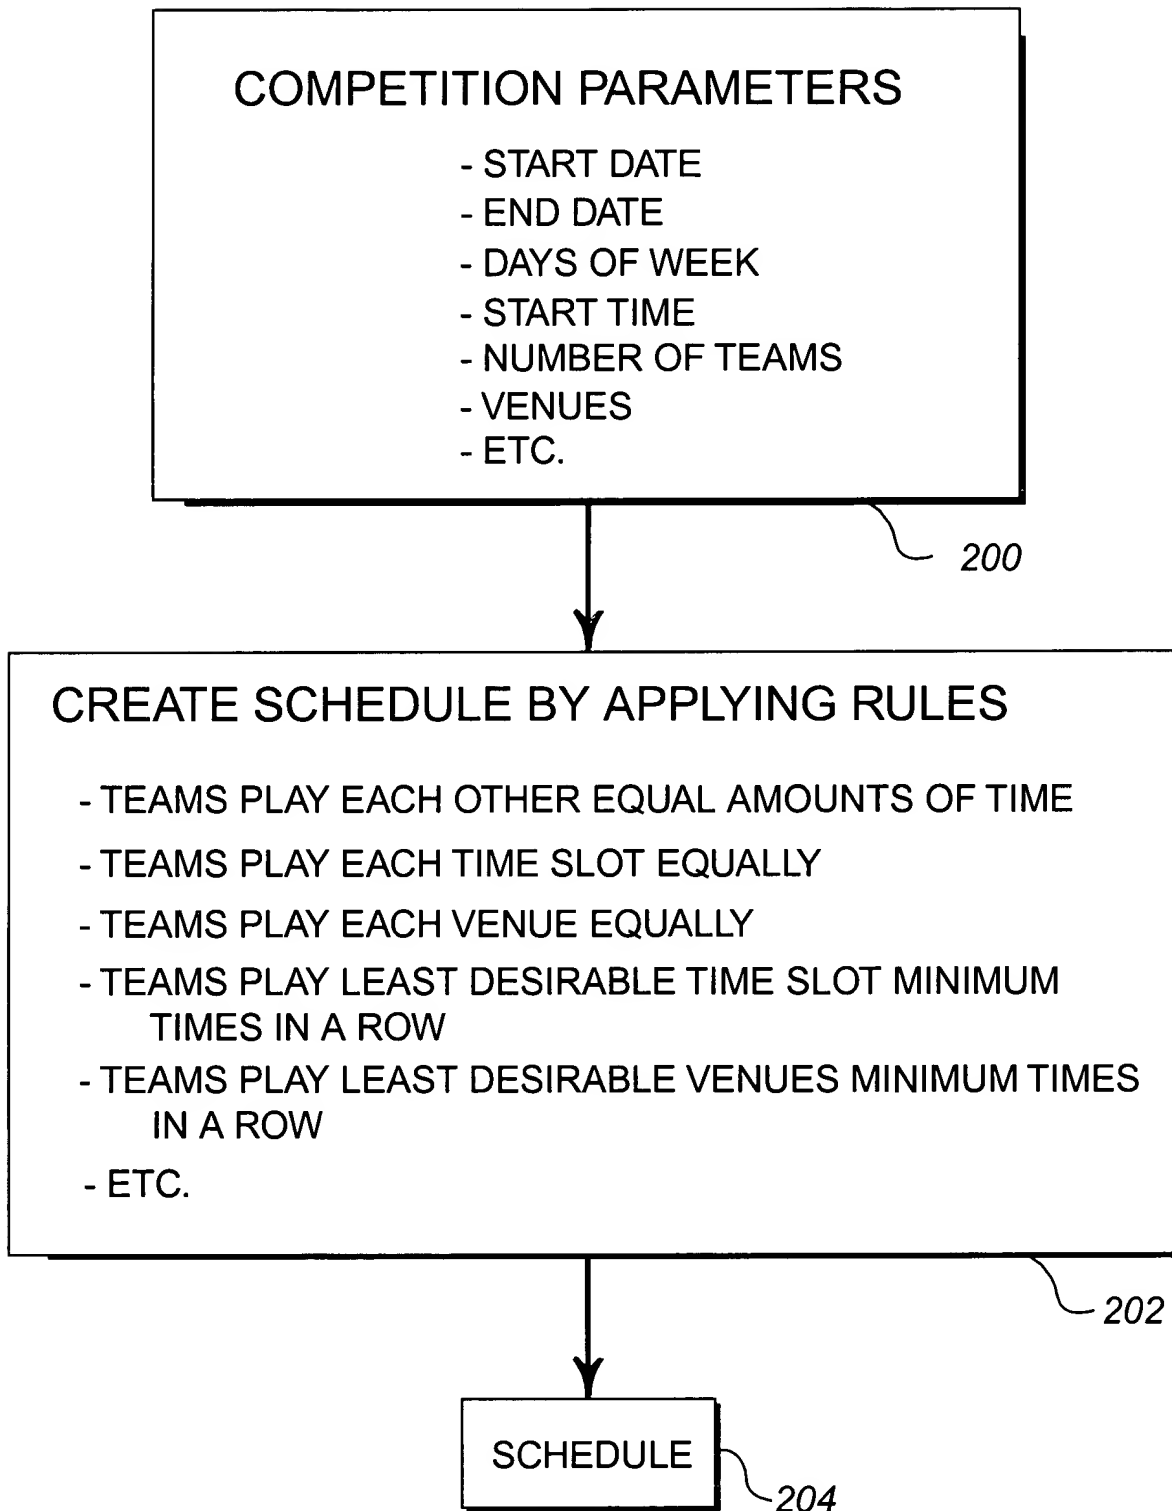 COMPETITION PARAMETERS
- START DATE
- END DATE
- DAYS OF WEEK
- START TIME
- NUMBER OF TEAMS
- VENUES
- ETC.
200
CREATE SCHEDULE BY APPLYING RULES
- TEAMS PLAY EACH OTHER EQUAL AMOUNTS OF TIME
- TEAMS PLAY EACH TIME SLOT EQUALLY
- TEAMS PLAY EACH VENUE EQUALLY
- TEAMS PLAY LEAST DESIRABLE TIME SLOT MINIMUM
TIMES IN A ROW
- TEAMS PLAY LEAST DESIRABLE VENUES MINIMUM TIMES
IN A ROW
- ETC.
202
SCHEDULE
204